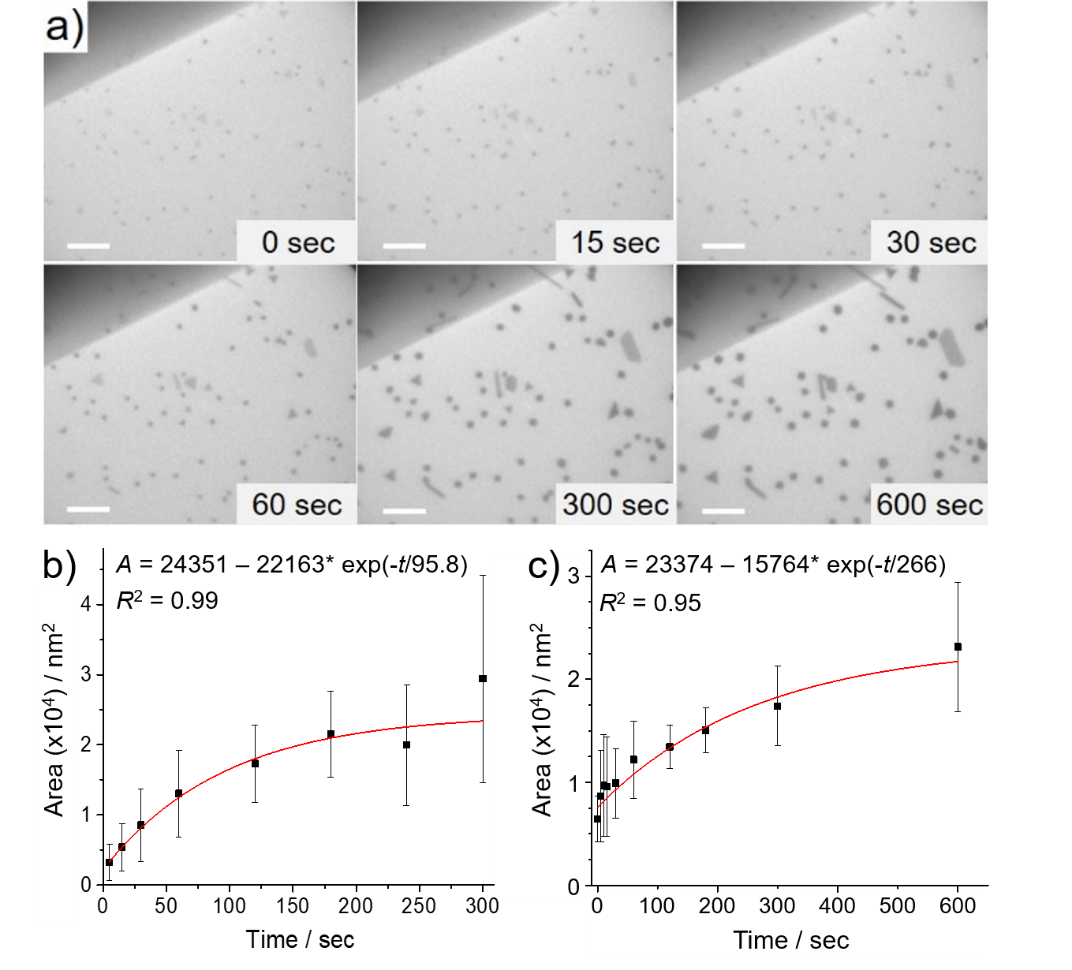 a)
0 sec 15 sec 30 sec
60 sec 300 sec 600 sec
b)
A = 24351 – 22163* exp(-t/95.8)
R² = 0.99
4
3
2
1
0
Area (x10⁴) / nm²
0 50 100 150 200 250 300
Time / sec
c)
A = 23374 – 15764* exp(-t/266)
R² = 0.95
3
2
1
0
Area (x10⁴) / nm²
0 100 200 300 400 500 600
Time / sec